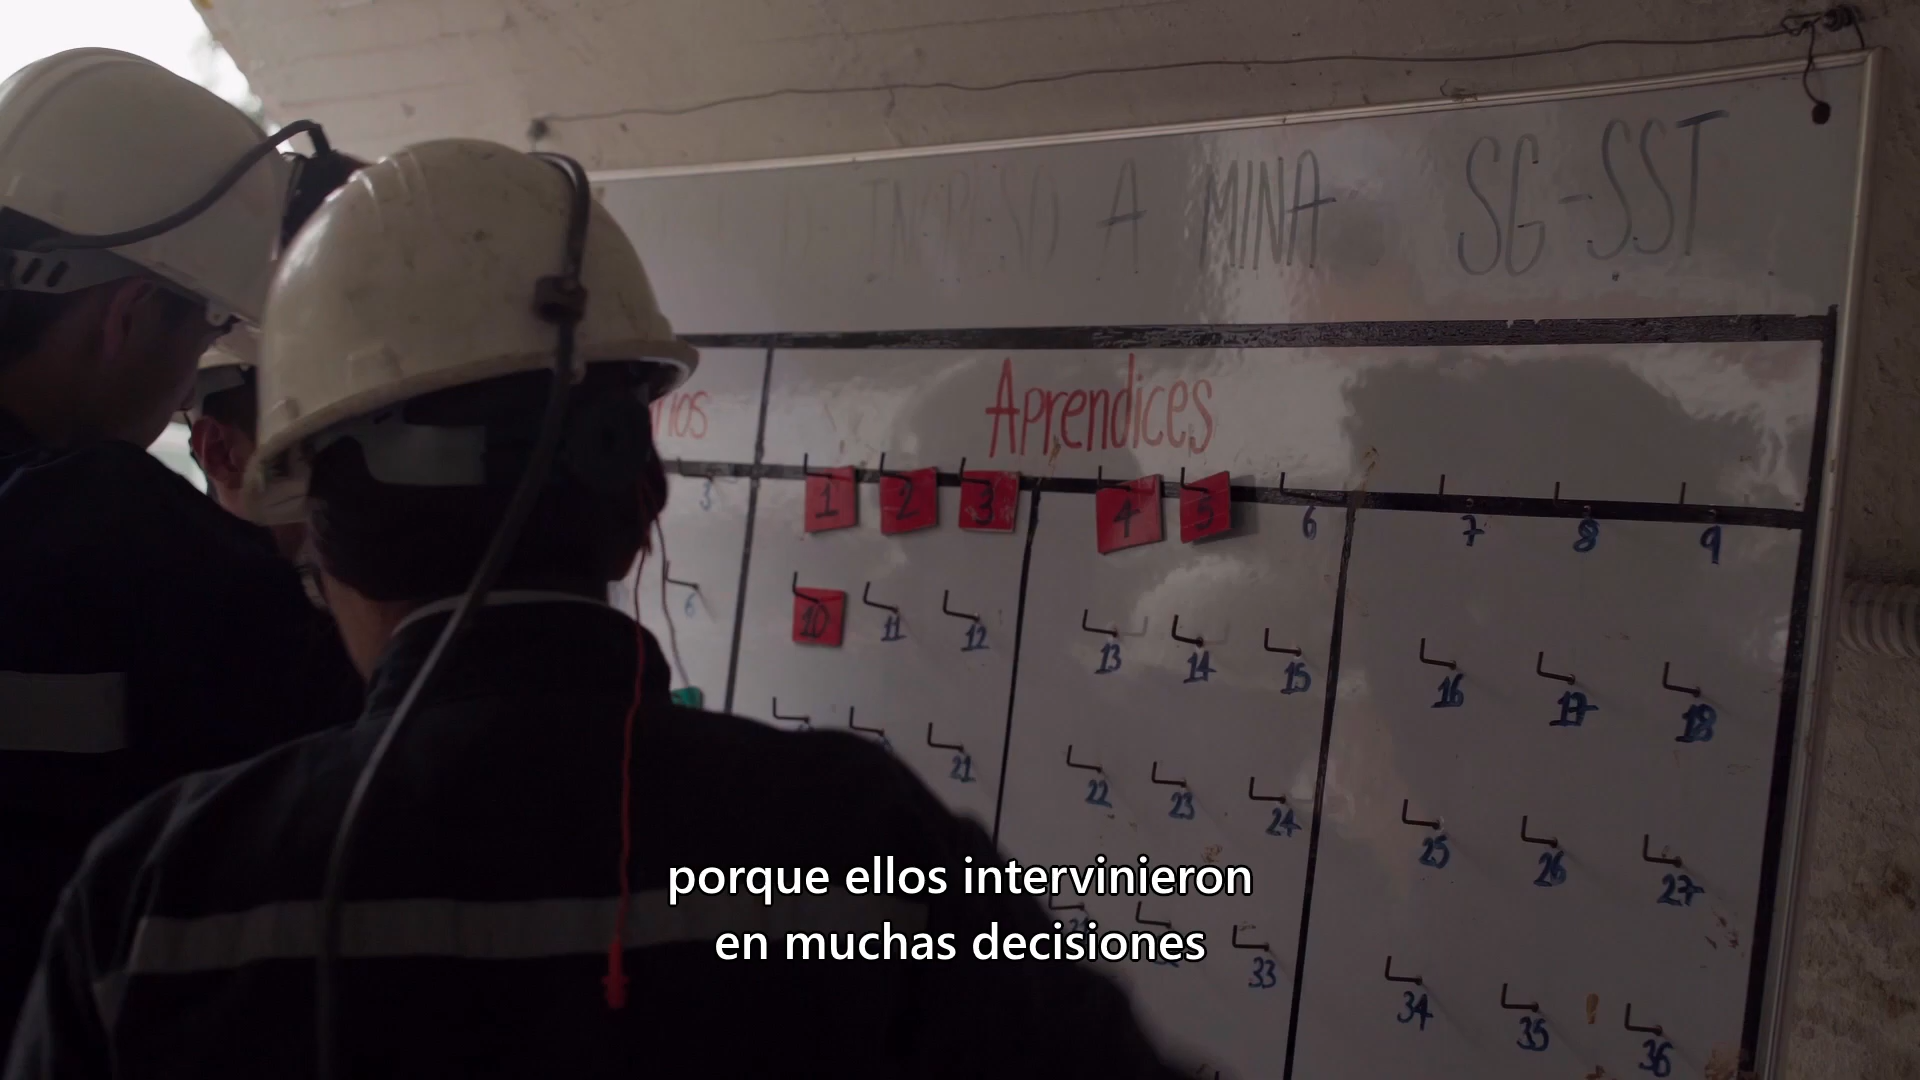 A MINA SG-SST
Aprendices
3 1 2 3 4 5 6 7 8 9
6 10 11 12 13 14 15 16 17 18
21 22 23 24 25 26 27
33 34 35 36
porque ellos intervinieron
en muchas decisiones